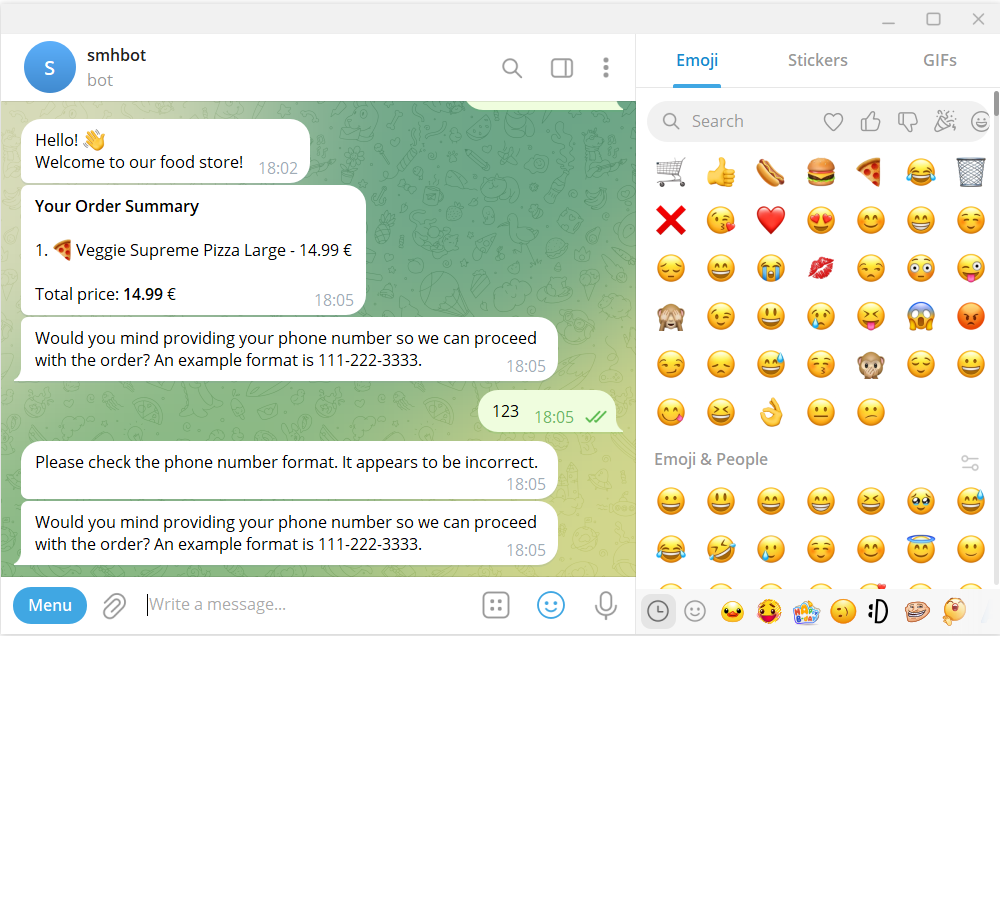 S
smhbot
bot
Hello! 👋
Welcome to our food store!
18:02
Your Order Summary
1. 🍕 Veggie Supreme Pizza Large - 14.99 €
Total price: 14.99 €
18:05
Would you mind providing your phone number so we can proceed
with the order? An example format is 111-222-3333.
18:05
123
18:05
Please check the phone number format. It appears to be incorrect.
18:05
Would you mind providing your phone number so we can proceed
with the order? An example format is 111-222-3333.
18:05
Menu
Write a message...
Emoji
Stickers
GIFs
Search
Emoji & People